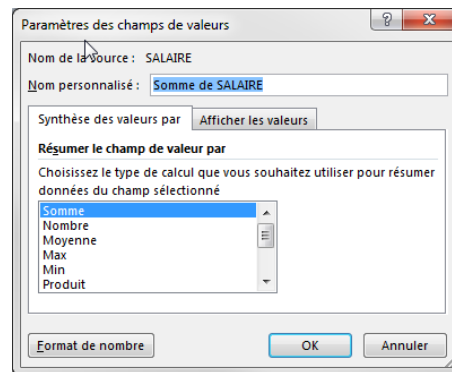 Paramètres des champs de valeurs
Nom de la source : SALAIRE
Nom personnalisé : Somme de SALAIRE
Synthèse des valeurs par Afficher les valeurs
Résumer le champ de valeur par
Choisissez le type de calcul que vous souhaitez utiliser pour résumer
données du champ sélectionné
Somme
Nombre
Moyenne
Max
Min
Produit
Format de nombre OK Annuler